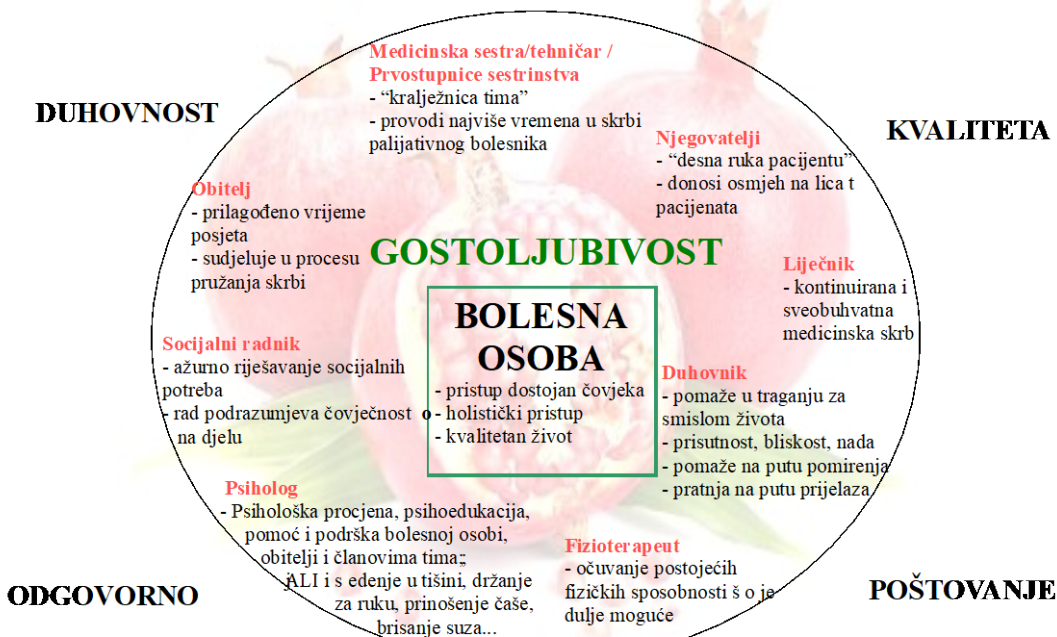 Medicinska sestra/tehničar /
Prvostupnice sestrinstva
- “kralježnica tima”
- provodi najviše vremena u skrbi
palijativnog bolesnika
DUHOVNOST
KVALITETA
Njegovatelji
- “desna ruka pacijentu”
- donosi osmjeh na lica t
pacijenata
Obitelj
- prilagođeno vrijeme
posjeta
- sudjeluje u procesu
pružanja skrbi
GOSTOLJUBIVOST
Liječnik
- kontinuirana i
sveobuhvatna
medicinska skrb
BOLESNA
OSOBA
- pristup dostojan čovjeka
- holistički pristup
- kvalitetan život
Socijalni radnik
- ažurno riješavanje socijalnih
potreba
- rad podrazumjeva čovječnost o
na djelu
Duhovnik
- pomaže u traganju za
smislom života
- prisutnost, bliskost, nada
- pomaže na putu pomirenja
- pratnja na putu prijelaza
Psiholog
- Psihološka procjena, psihoedukacija,
pomoć i podrška bolesnoj osobi,
obitelji i članovima tima;
ALI i s edenje u tišini, držanje
za ruku, prinošenje čaše,
brisanje suza...
Fizioterapeut
- očuvanje postojećih
fizičkih sposobnosti š o je
dulje moguće
ODGOVORNO
POŠTOVANJE